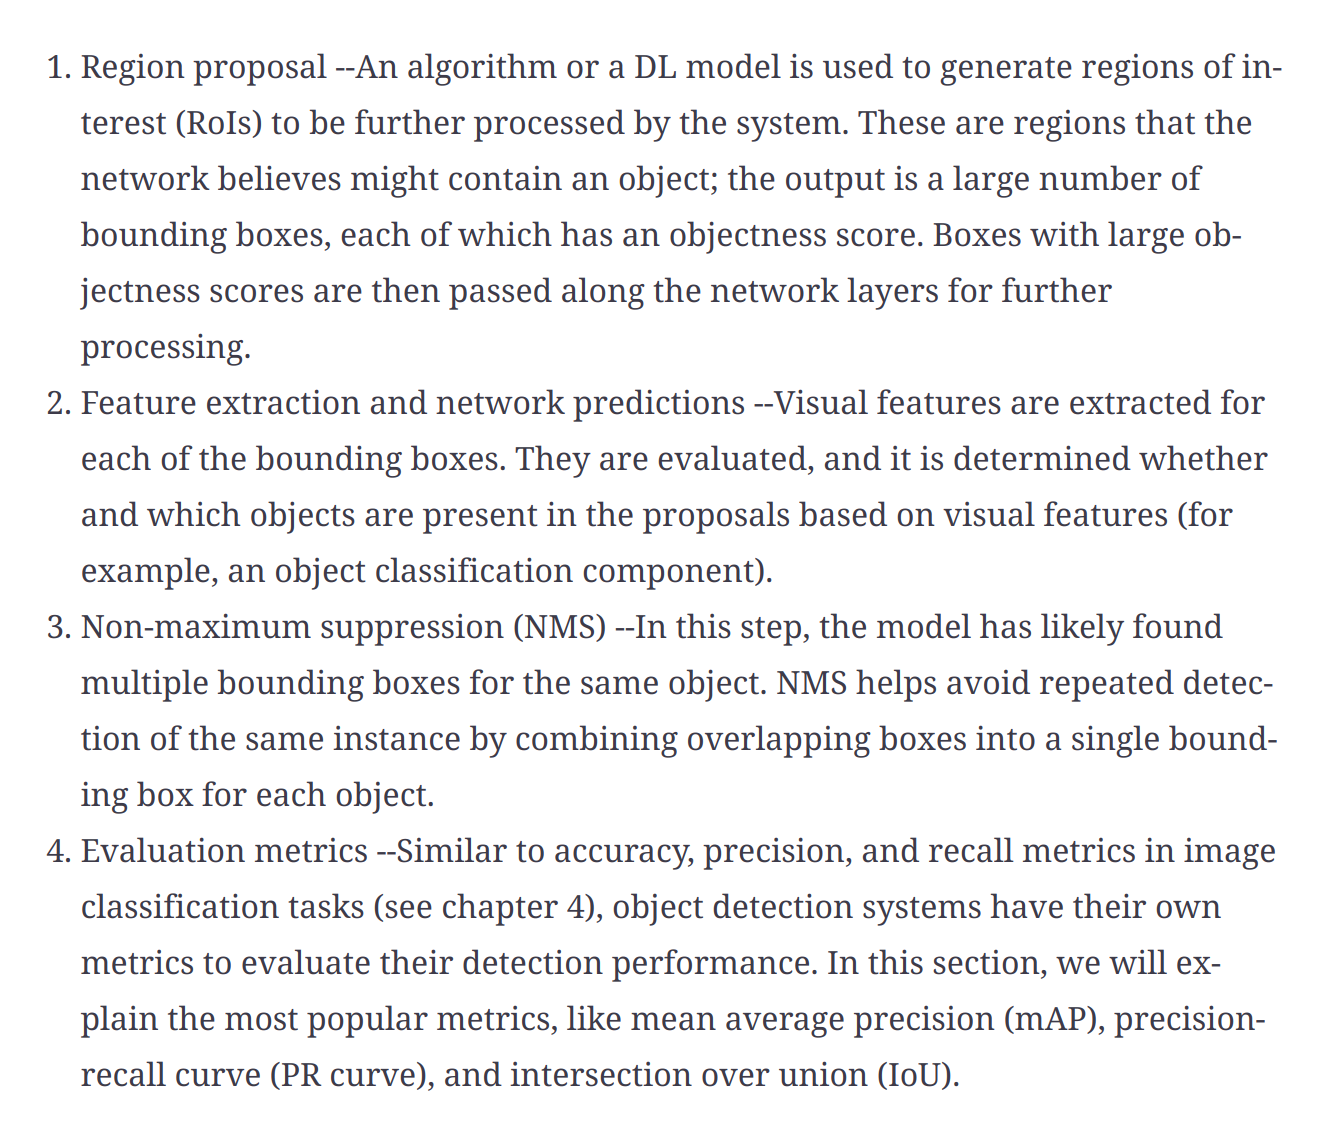 1. Region proposal --An algorithm or a DL model is used to generate regions of in-
terest (RoIs) to be further processed by the system. These are regions that the
network believes might contain an object; the output is a large number of
bounding boxes, each of which has an objectness score. Boxes with large ob-
jectness scores are then passed along the network layers for further
processing.
2. Feature extraction and network predictions --Visual features are extracted for
each of the bounding boxes. They are evaluated, and it is determined whether
and which objects are present in the proposals based on visual features (for
example, an object classification component).
3. Non-maximum suppression (NMS) --In this step, the model has likely found
multiple bounding boxes for the same object. NMS helps avoid repeated detec-
tion of the same instance by combining overlapping boxes into a single bound-
ing box for each object.
4. Evaluation metrics --Similar to accuracy, precision, and recall metrics in image
classification tasks (see chapter 4), object detection systems have their own
metrics to evaluate their detection performance. In this section, we will ex-
plain the most popular metrics, like mean average precision (mAP), precision-
recall curve (PR curve), and intersection over union (IoU).